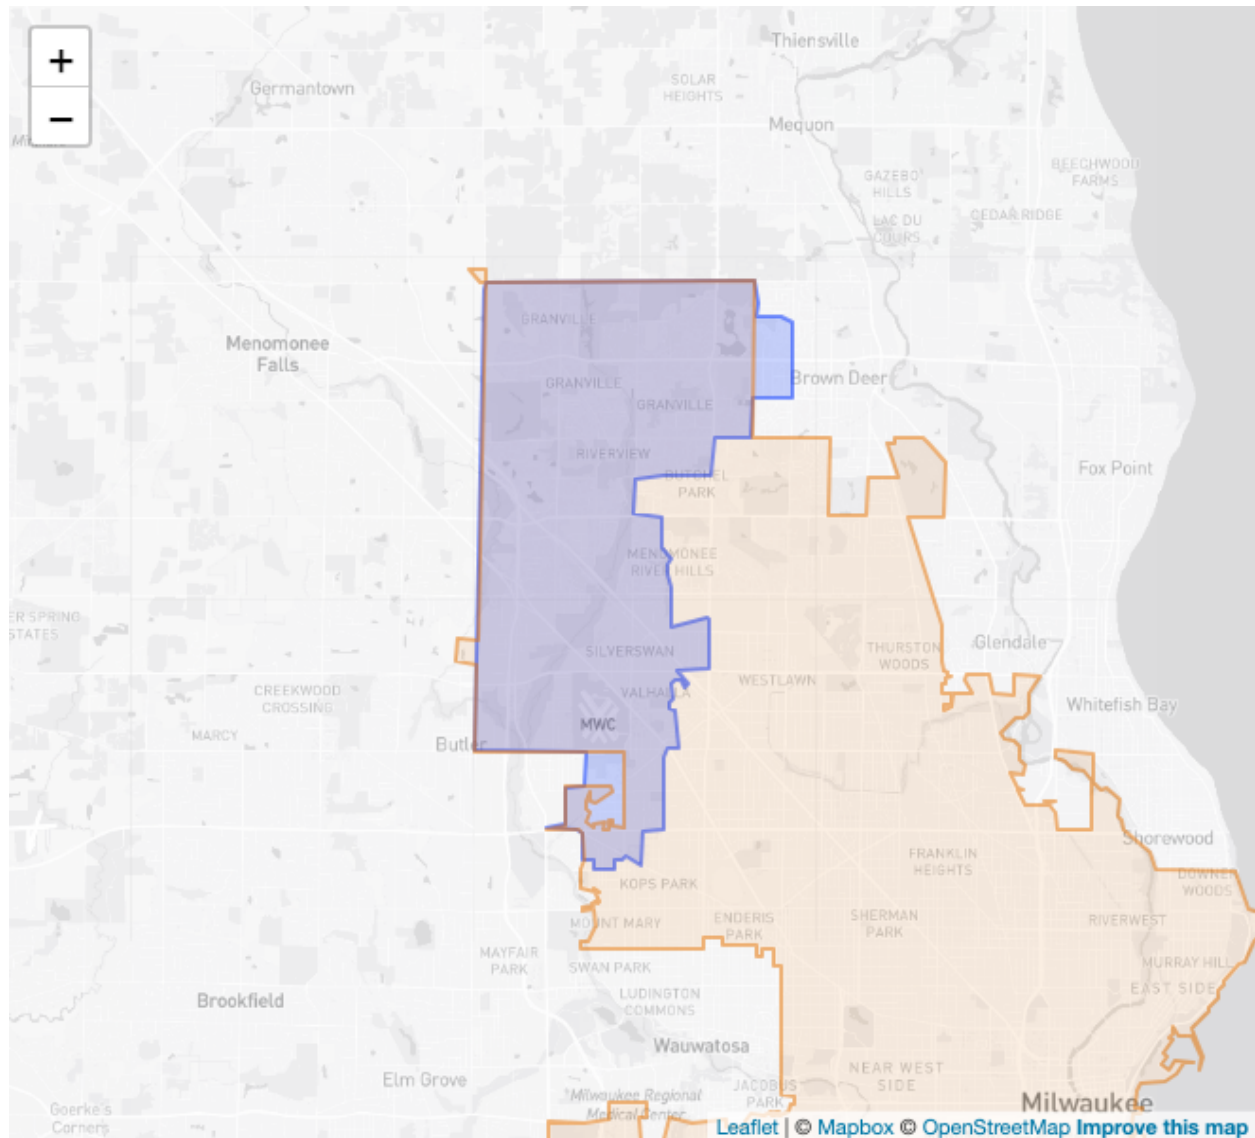 +
−
Thiensville
Germantown
SOLAR
HEIGHTS
Mequon
BEECHWOOD
FARMS
GAZEBO
HILLS
LAC DU
COURS
CEDAR RIDGE
GRANVILLE
Menomonee
Falls
Brown Deer
GRANVILLE
GRANVILLE
RIVERVIEW
Fox Point
BUTCHEL
PARK
MENOMONEE
RIVER HILLS
ER SPRING
STATES
Glendale
THURSTON
WOODS
SILVERSWAN
WESTLAWN
CREEKWOOD
CROSSING
VALHALLA
Whitefish Bay
MWC
MARCY
Butler
Shorewood
FRANKLIN
HEIGHTS
KOPS PARK
DOWNER
WOODS
MOUNT MARY
ENDERIS
PARK
SHERMAN
PARK
RIVERWEST
MAYFAIR
PARK
SWAN PARK
MURRAY HILL
EAST SIDE
LUDINGTON
COMMONS
Brookfield
Wauwatosa
NEAR WEST
SIDE
Elm Grove
JACOBUS
PARK
Milwaukee Regional
Medical Center
Goerke's
Corners
Milwaukee
Leaflet | © Mapbox © OpenStreetMap Improve this map